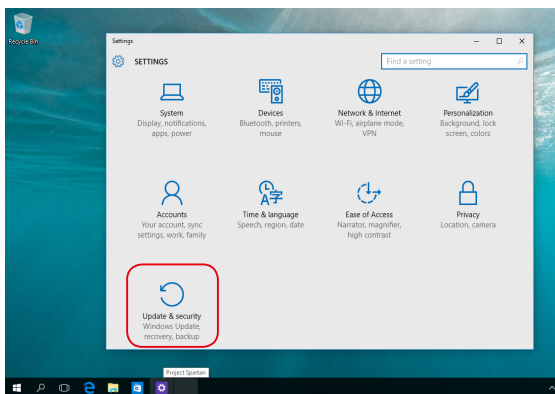 Recycle Bin
Settings
SETTINGS
Find a setting
System
Display, notifications,
apps, power
Devices
Bluetooth, printers,
mouse
Network & Internet
Wi-Fi, airplane mode,
VPN
Personalization
Background, lock
screen, colors
Accounts
Your account, sync
settings, work, family
A字
Time & language
Speech, region, date
Ease of Access
Narrator, magnifier,
high contrast
Privacy
Location, camera
Update & security
Windows Update,
recovery, backup
Project Spartan